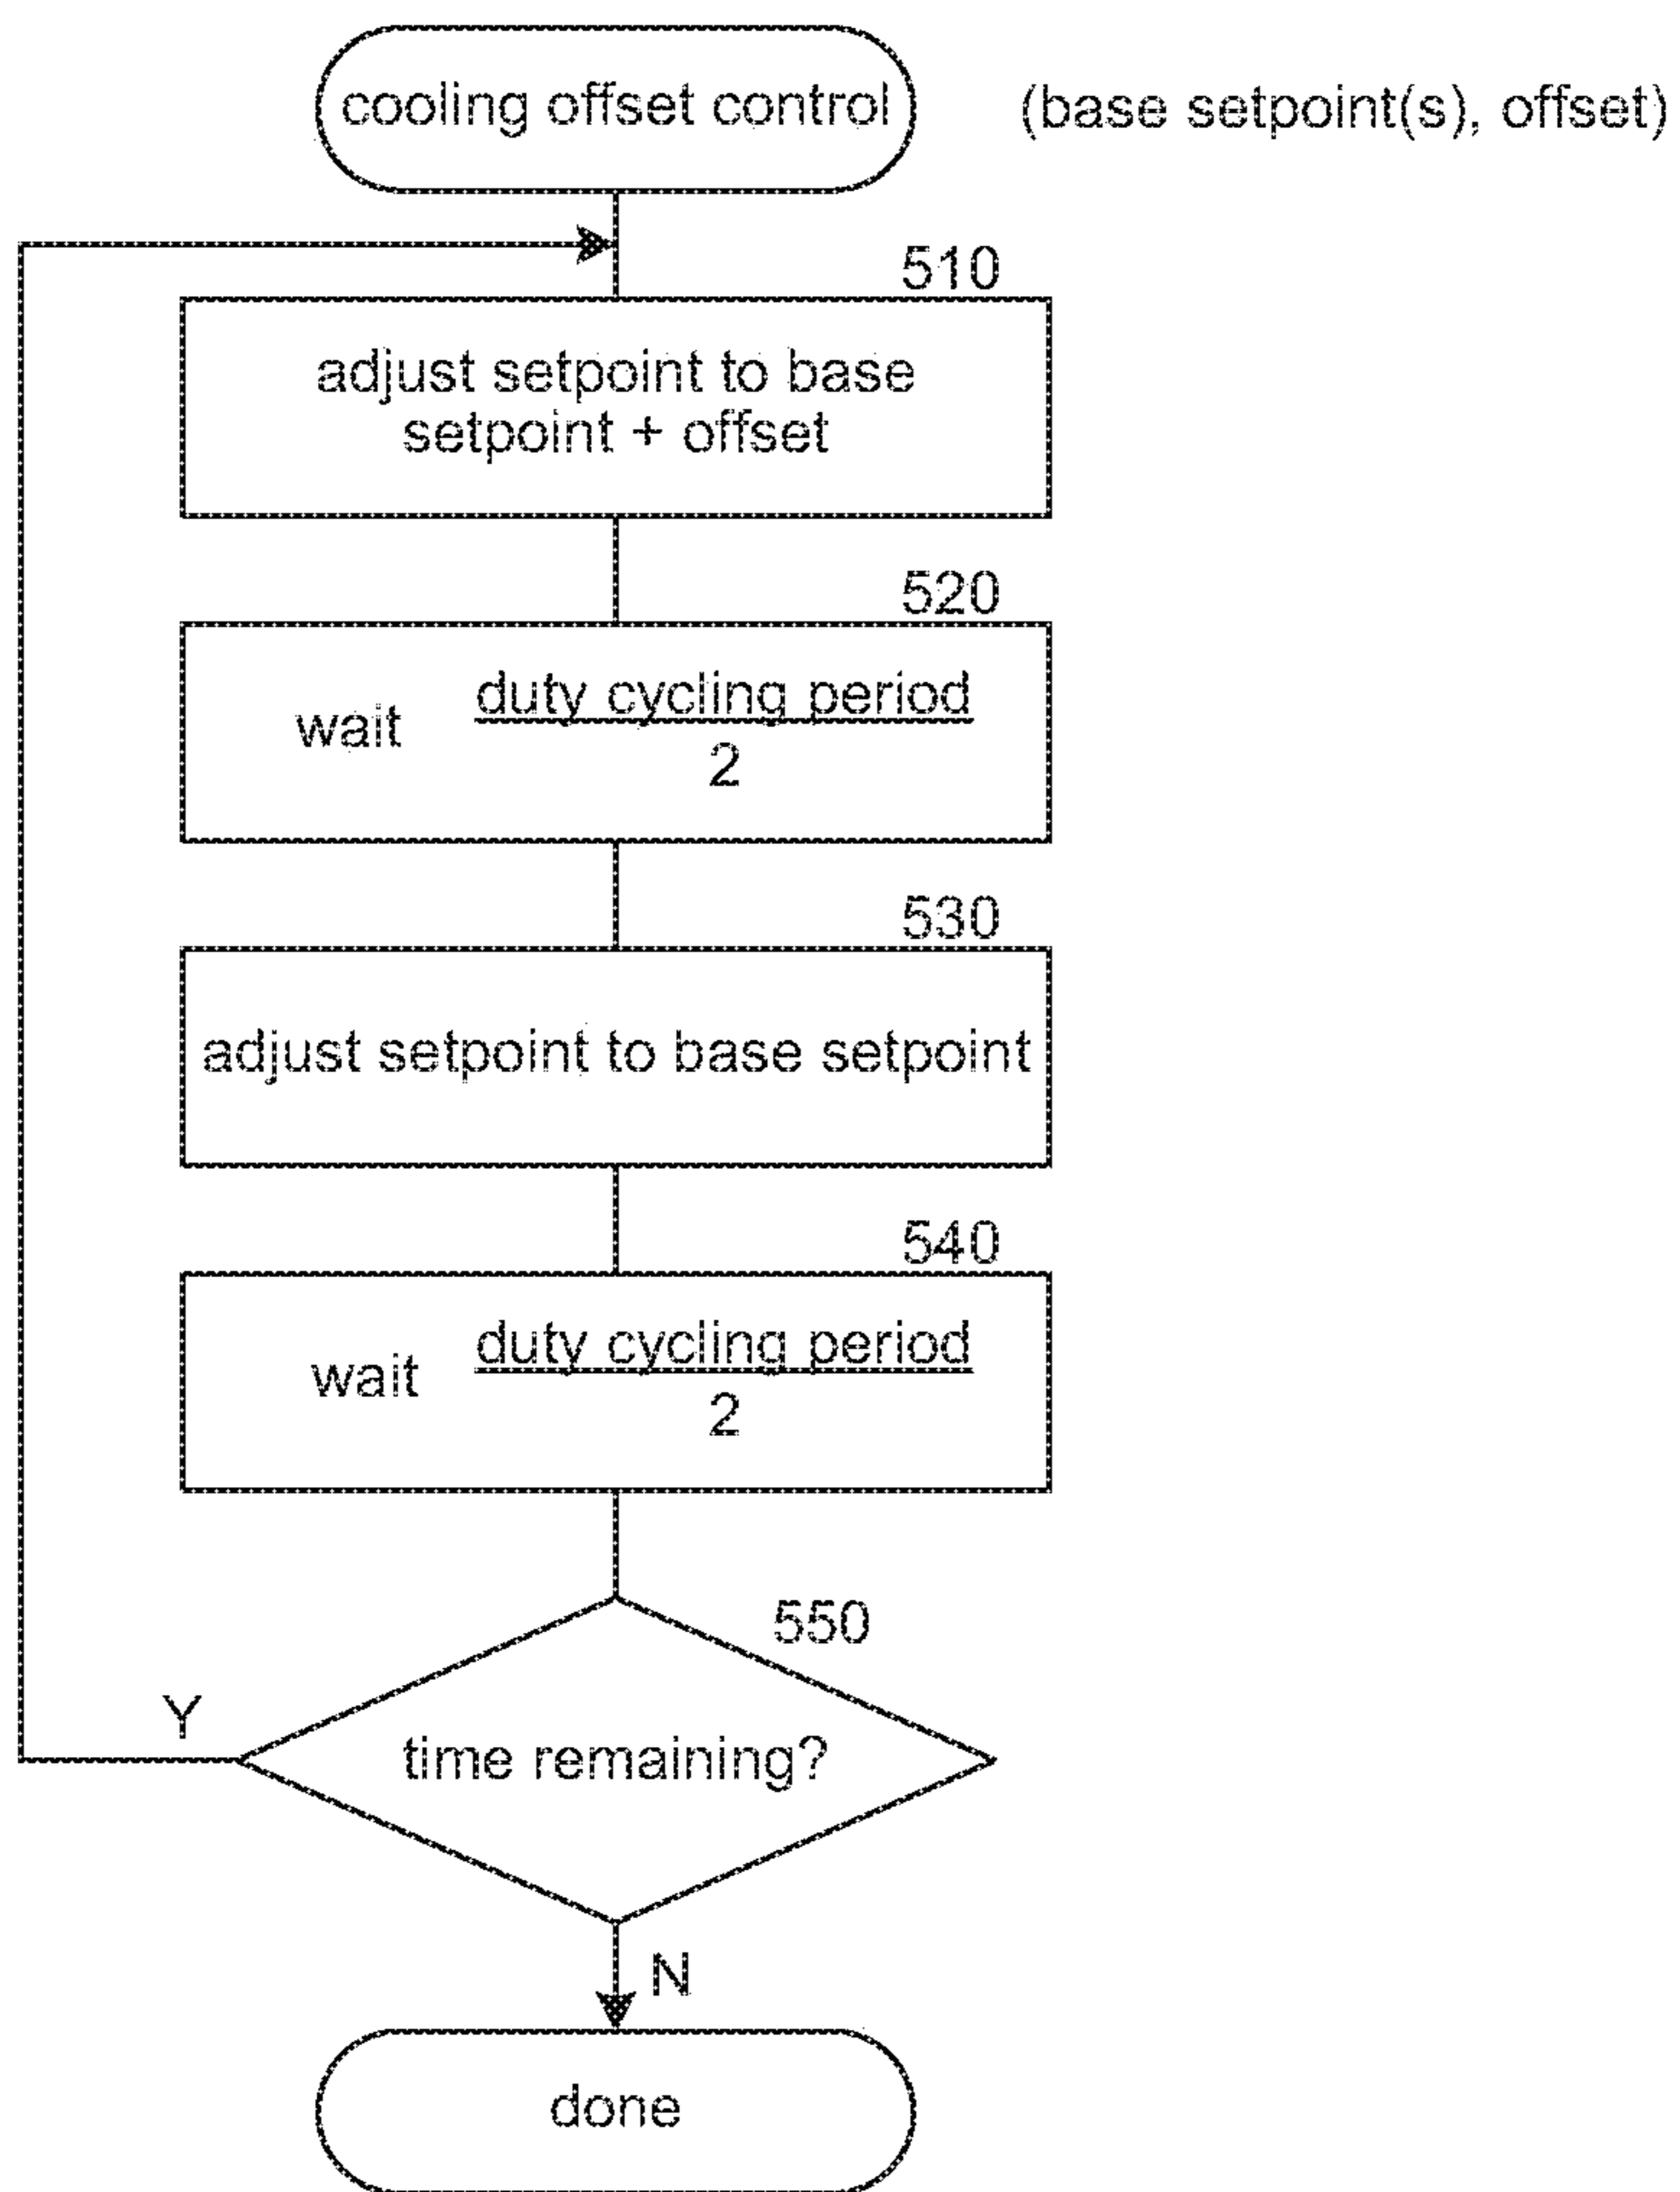 cooling offset control (base setpoint(s), offset)
510
adjust setpoint to base
setpoint + offset
520
wait duty cycling period
2
530
adjust setpoint to base setpoint
540
wait duty cycling period
2
550
Y
time remaining?
N
done